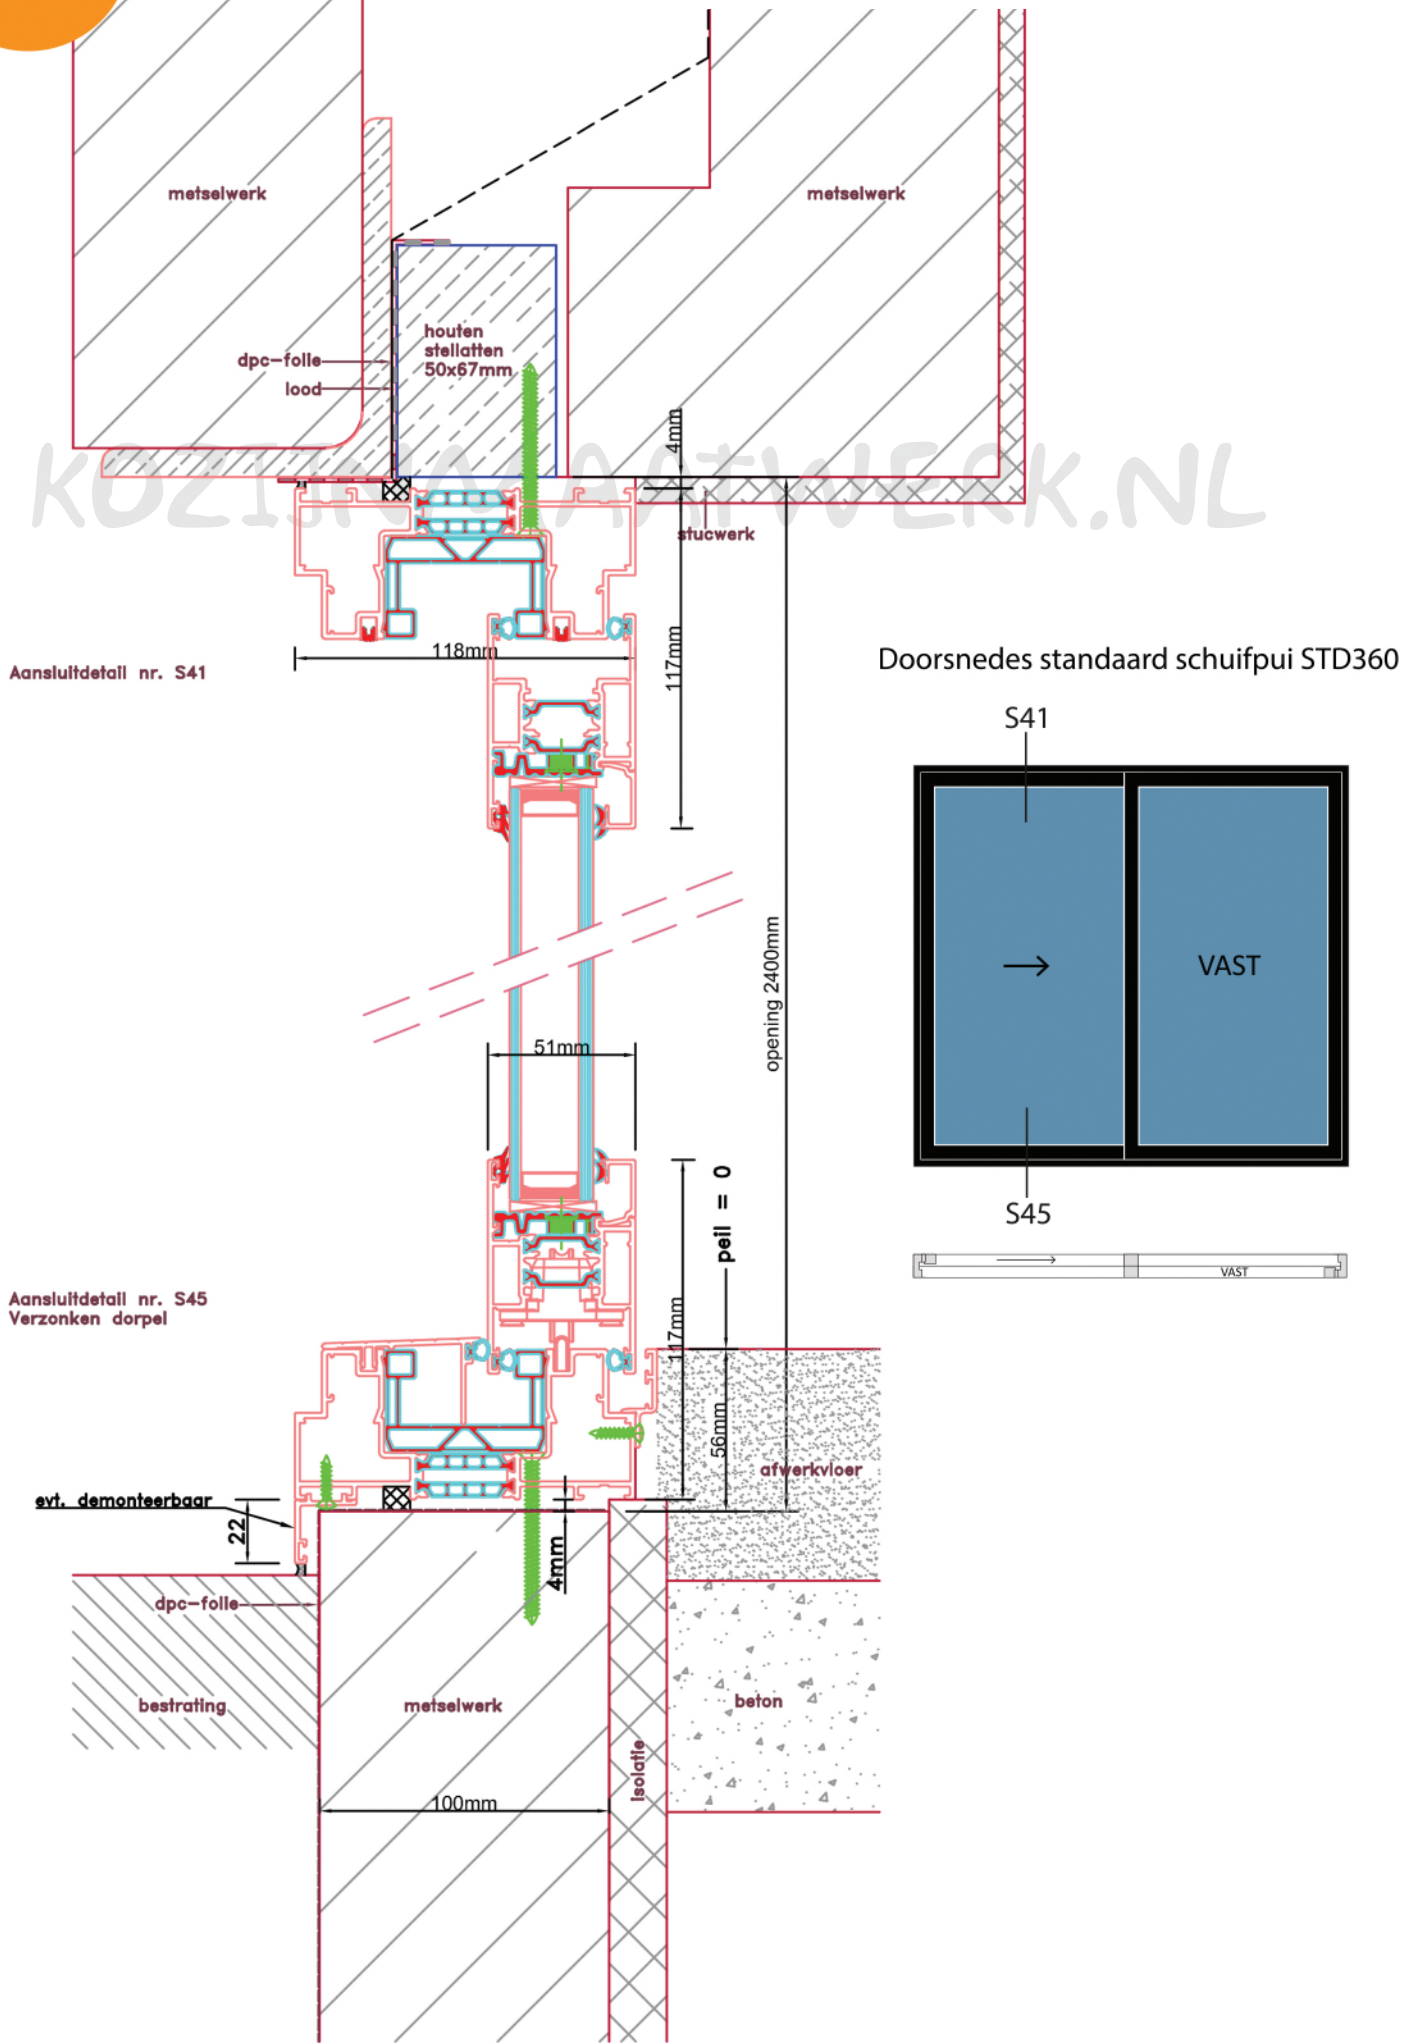 metselwerk
metselwerk
houten
stellatten
50x67mm
dpc-folie
lood
4mm
KOZIJNMAATWERK.NL
stucwerk
118mm
117mm
Aansluitdetail nr. S41
Doorsnedes standaard schuifpui STD360
S41
VAST
S45
VAST
opening 2400mm
51mm
peil = 0
117mm
Aansluitdetail nr. S45
Verzonken dorpel
56mm
afwerkvloer
evt. demonteerbaar
22
4mm
dpc-folie
bestrating
metselwerk
beton
isolatie
100mm